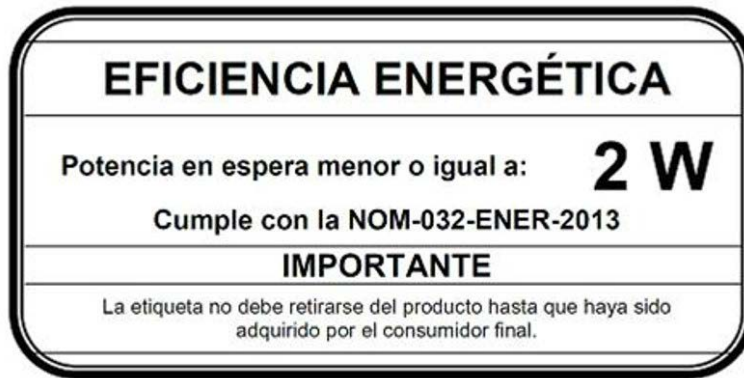 EFICIENCIA ENERGÉTICA
Potencia en espera menor o igual a: 2 W
Cumple con la NOM-032-ENER-2013
IMPORTANTE
La etiqueta no debe retirarse del producto hasta que haya sido
adquirido por el consumidor final.